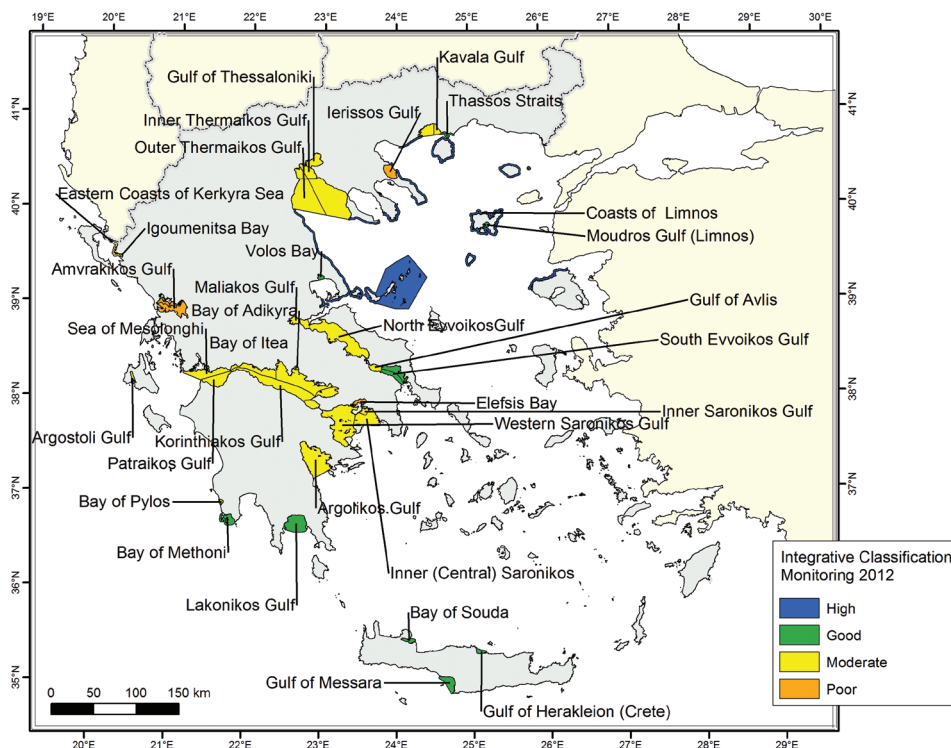 19°E 20°E 21°E 22°E 23°E 24°E 25°E 26°E 27°E 28°E 29°E 30°E
Kavala Gulf
Gulf of Thessaloniki
Thassos Straits
Ierissos Gulf
41°N 41°N
Inner Thermaikos Gulf
Outer Thermaikos Gulf
Eastern Coasts of Kerkyra Sea
40°N 40°N
Coasts of Limnos
Igoumenitsa Bay
Moudros Gulf (Limnos)
Volos Bay
Amvrakikos Gulf
Maliakos Gulf
39°N 39°N
Gulf of Avlis
Bay of Adikyra
Sea of Mesolonghi
North EvvoikosGulf
Bay of Itea
South Evvoikos Gulf
38°N 38°N
Elefsis Bay
Inner Saronikos Gulf
Argostoli Gulf
Korinthiakos Gulf
Western Saronikos Gulf
Patraikos Gulf
37°N 37°N
Bay of Pylos
Argolikos.Gulf
Bay of Methoni
Inner (Central) Saronikos
36°N
Lakonikos Gulf
Bay of Souda
35°N
Gulf of Messara
Gulf of Herakleion (Crete)
0 50 100 150 km
Integrative Classification
Monitoring 2012
High
Good
Moderate
Poor
20°E 21°E 22°E 23°E 24°E 25°E 26°E 27°E 28°E 29°E